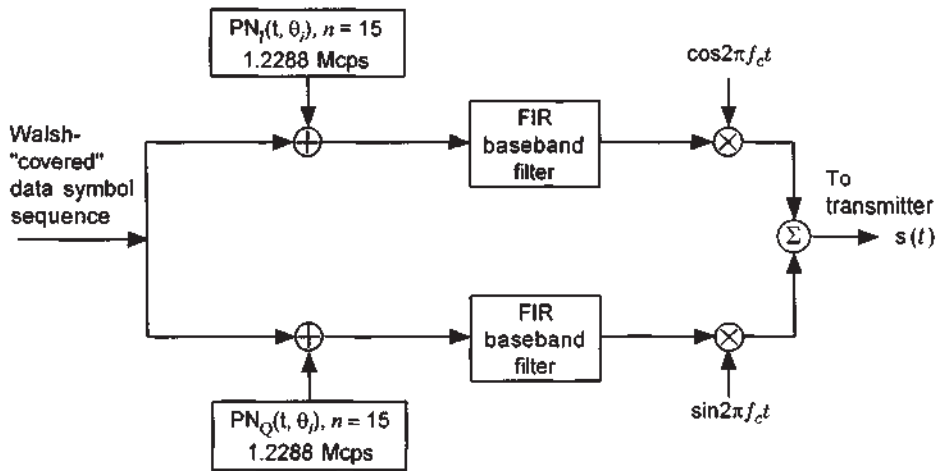 PN_I(t, θ_i), n = 15
1.2288 Mcps
cos2πf_ct
Walsh-
"covered"
data symbol
sequence
FIR
baseband
filter
To
transmitter
Σ
s(t)
FIR
baseband
filter
PN_Q(t, θ_i), n = 15
1.2288 Mcps
sin2πf_ct